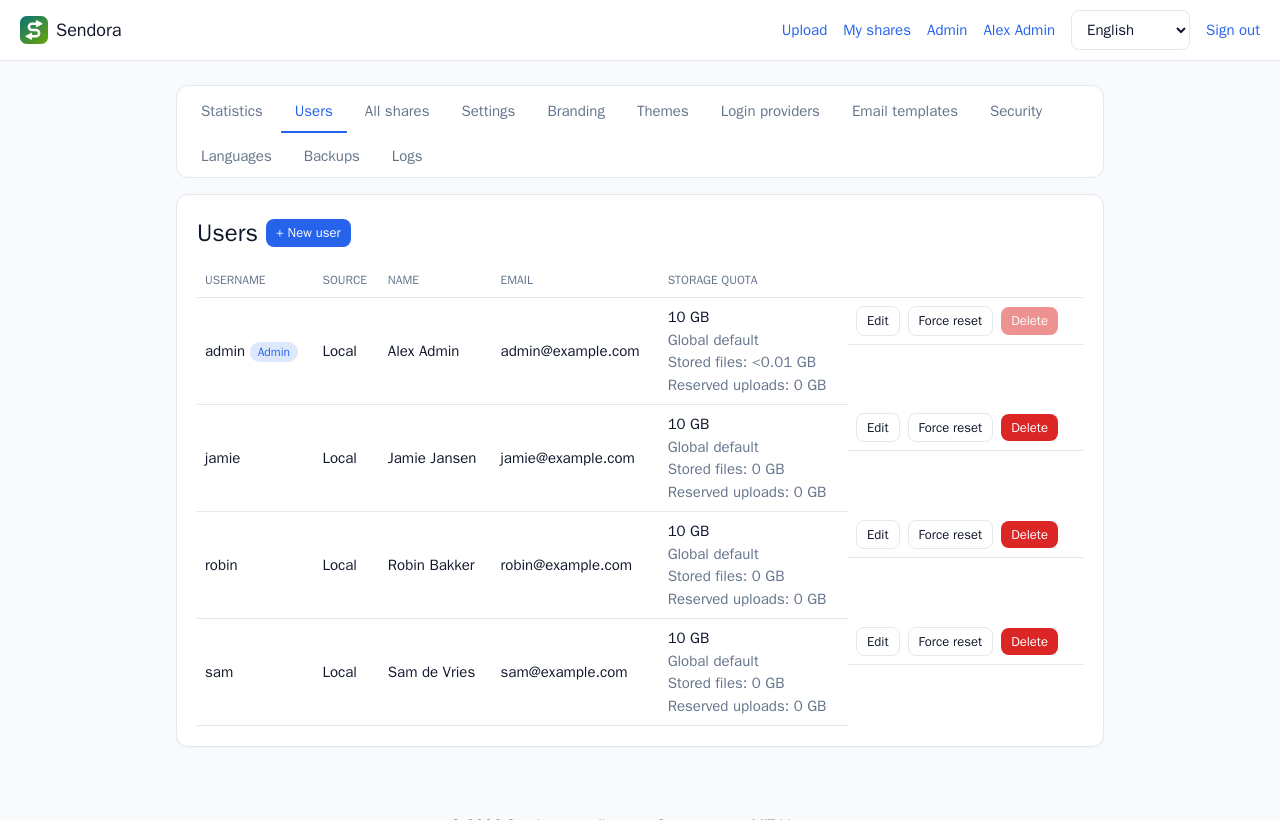 Sendora
Upload My shares Admin Alex Admin English Sign out
Statistics Users All shares Settings Branding Themes Login providers Email templates Security
Languages Backups Logs
Users + New user
USERNAME SOURCE NAME EMAIL STORAGE QUOTA
admin Admin Local Alex Admin admin@example.com
10 GB
Global default
Stored files: <0.01 GB
Reserved uploads: 0 GB
Edit Force reset Delete
jamie Local Jamie Jansen jamie@example.com
10 GB
Global default
Stored files: 0 GB
Reserved uploads: 0 GB
Edit Force reset Delete
robin Local Robin Bakker robin@example.com
10 GB
Global default
Stored files: 0 GB
Reserved uploads: 0 GB
Edit Force reset Delete
sam Local Sam de Vries sam@example.com
10 GB
Global default
Stored files: 0 GB
Reserved uploads: 0 GB
Edit Force reset Delete